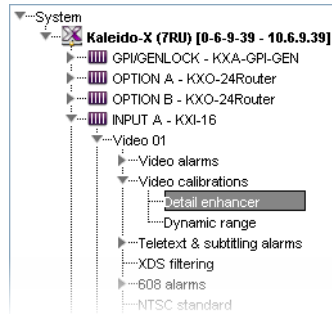 System
Kaleido-X (7RU) [0-6-9-39 - 10.6.9.39]
GPI/GENLOCK - KXA-GPI-GEN
OPTION A - KXO-24Router
OPTION B - KXO-24Router
INPUT A - KXI-16
Video 01
Video alarms
Video calibrations
Detail enhancer
Dynamic range
Teletext & subtitling alarms
XDS filtering
608 alarms
NTSC standard